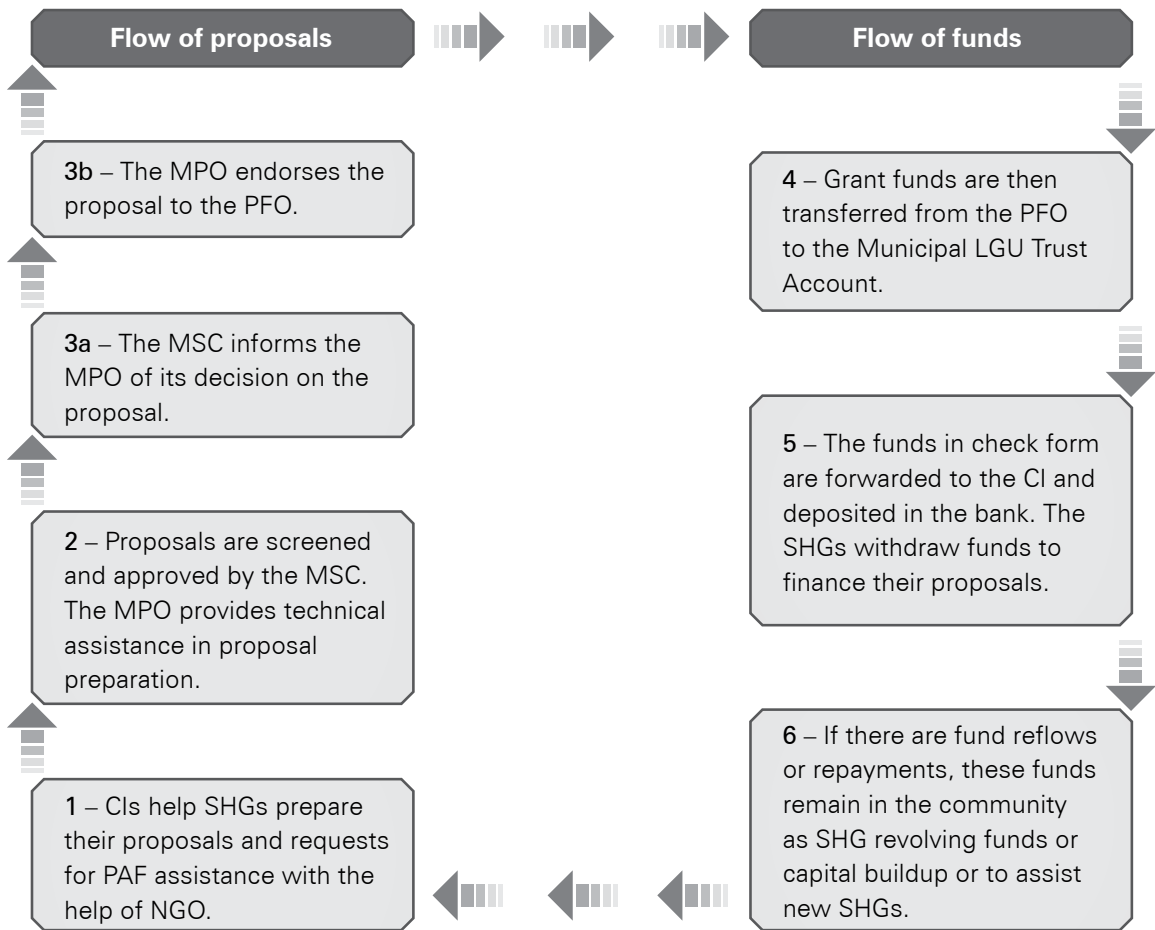 Flow of proposals
Flow of funds
3b – The MPO endorses the
proposal to the PFO.
3a – The MSC informs the
MPO of its decision on the
proposal.
2 – Proposals are screened
and approved by the MSC.
The MPO provides technical
assistance in proposal
preparation.
1 – CIs help SHGs prepare
their proposals and requests
for PAF assistance with the
help of NGO.
4 – Grant funds are then
transferred from the PFO
to the Municipal LGU Trust
Account.
5 – The funds in check form
are forwarded to the CI and
deposited in the bank. The
SHGs withdraw funds to
finance their proposals.
6 – If there are fund reflows
or repayments, these funds
remain in the community
as SHG revolving funds or
capital buildup or to assist
new SHGs.